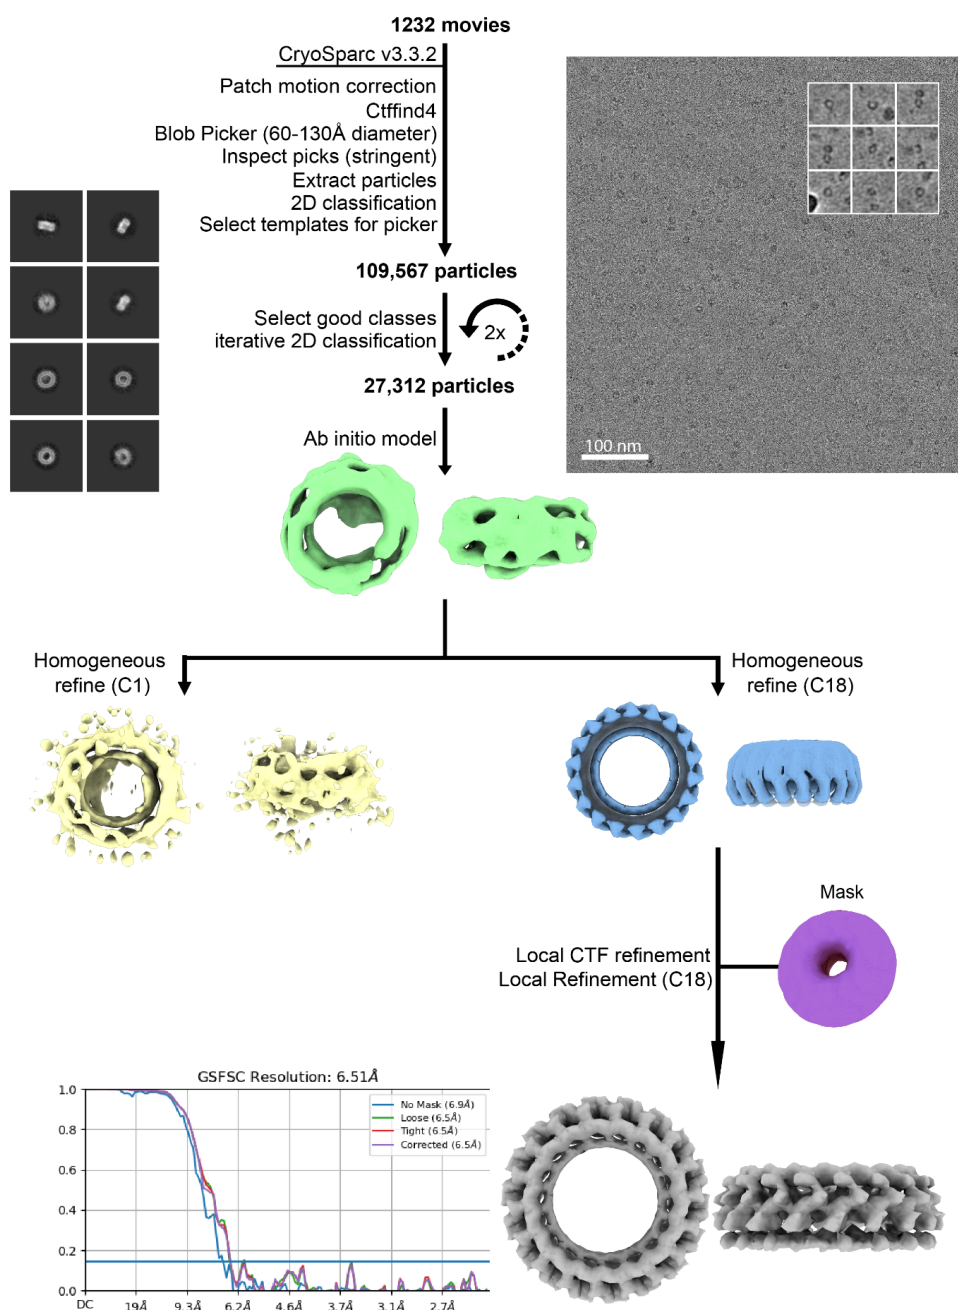 1232 movies
CryoSparc v3.3.2
Patch motion correction
Ctffind4
Blob Picker (60-130Å diameter)
Inspect picks (stringent)
Extract particles
2D classification
Select templates for picker
109,567 particles
Select good classes
iterative 2D classification
2x
27,312 particles
Ab initio model
100 nm
Homogeneous
refine (C1)
Homogeneous
refine (C18)
Mask
Local CTF refinement
Local Refinement (C18)
GSFSC Resolution: 6.51Å
No Mask (6.9Å)
Loose (6.5Å)
Tight (6.5Å)
Corrected (6.5Å)
1.0
0.8
0.6
0.4
0.2
0.0
DC 19Å 9.3Å 6.2Å 4.6Å 3.7Å 3.1Å 2.7Å